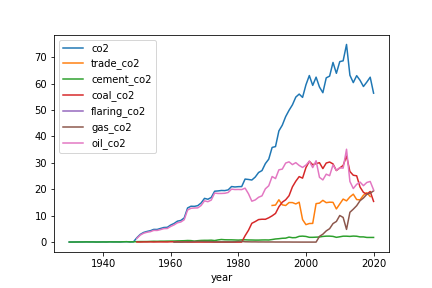 co2
trade_co2
cement_co2
coal_co2
flaring_co2
gas_co2
oil_co2
70
60
50
40
30
20
10
0
1940 1960 1980 2000 2020
year